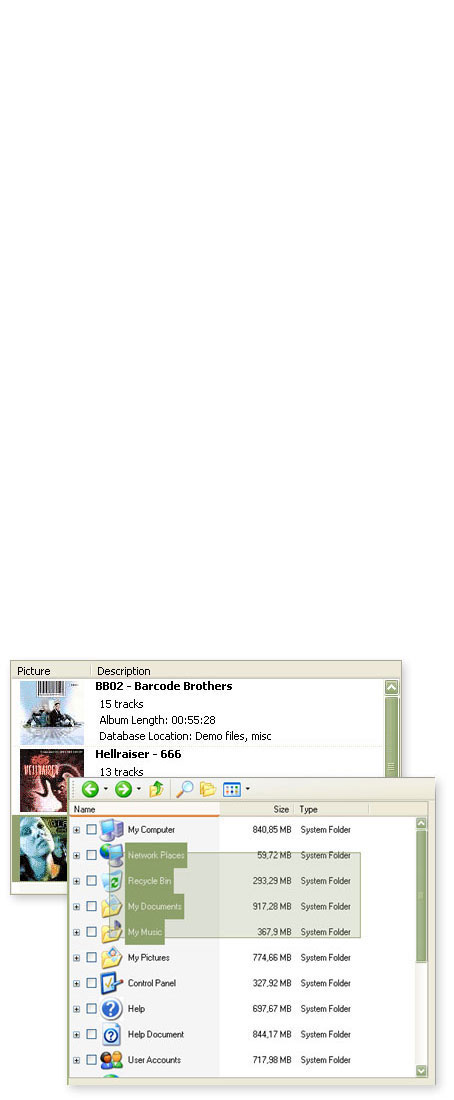 Picture Description
BB02 - Barcode Brothers
15 tracks
Album Length: 00:55:28
Database Location: Demo files, misc
Hellraiser - 666
13 tracks
Name Size Type
My Computer 840,85 MB System Folder
Network Places 59,72 MB System Folder
Recycle Bin 293,29 MB System Folder
My Documents 917,28 MB System Folder
My Music 367,9 MB System Folder
My Pictures 774,66 MB System Folder
Control Panel 327,92 MB System Folder
Help 697,67 MB System Folder
Help Document 844,17 MB System Folder
User Accounts 717,98 MB System Folder